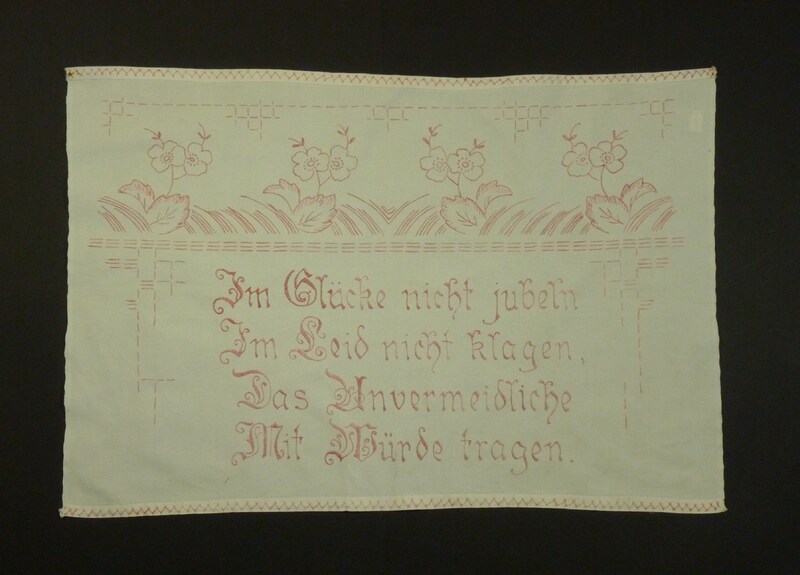 Im Glücke nicht jubeln
Im Leid nicht klagen,
Das Unvermeidliche
Mit Würde tragen.